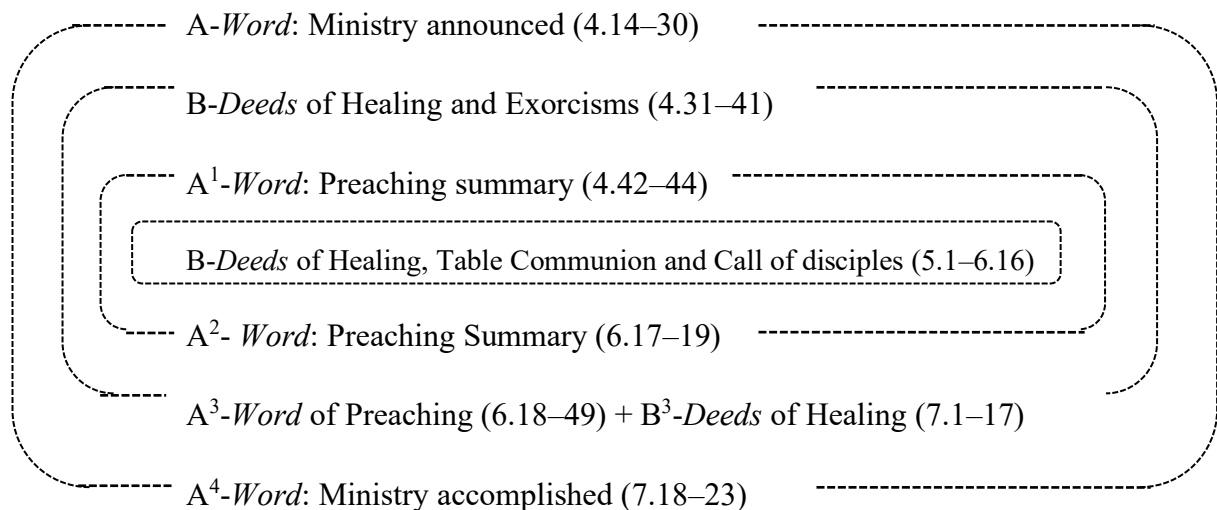 A-Word: Ministry announced (4.14–30)
B-Deeds of Healing and Exorcisms (4.31–41)
A¹-Word: Preaching summary (4.42–44)
B-Deeds of Healing, Table Communion and Call of disciples (5.1–6.16)
A²- Word: Preaching Summary (6.17–19)
A³-Word of Preaching (6.18–49) + B³-Deeds of Healing (7.1–17)
A⁴-Word: Ministry accomplished (7.18–23)